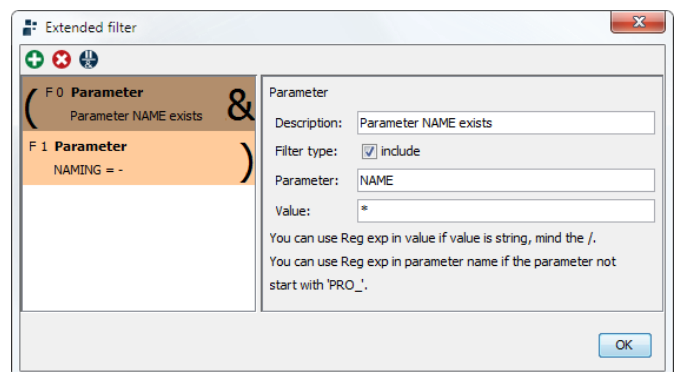 Extended filter
( F 0 Parameter &
Parameter NAME exists
F 1 Parameter )
NAMING = -
Parameter
Description: Parameter NAME exists
Filter type: include
Parameter: NAME
Value: *
You can use Reg exp in value if value is string, mind the /.
You can use Reg exp in parameter name if the parameter not
start with 'PRO_'.
OK